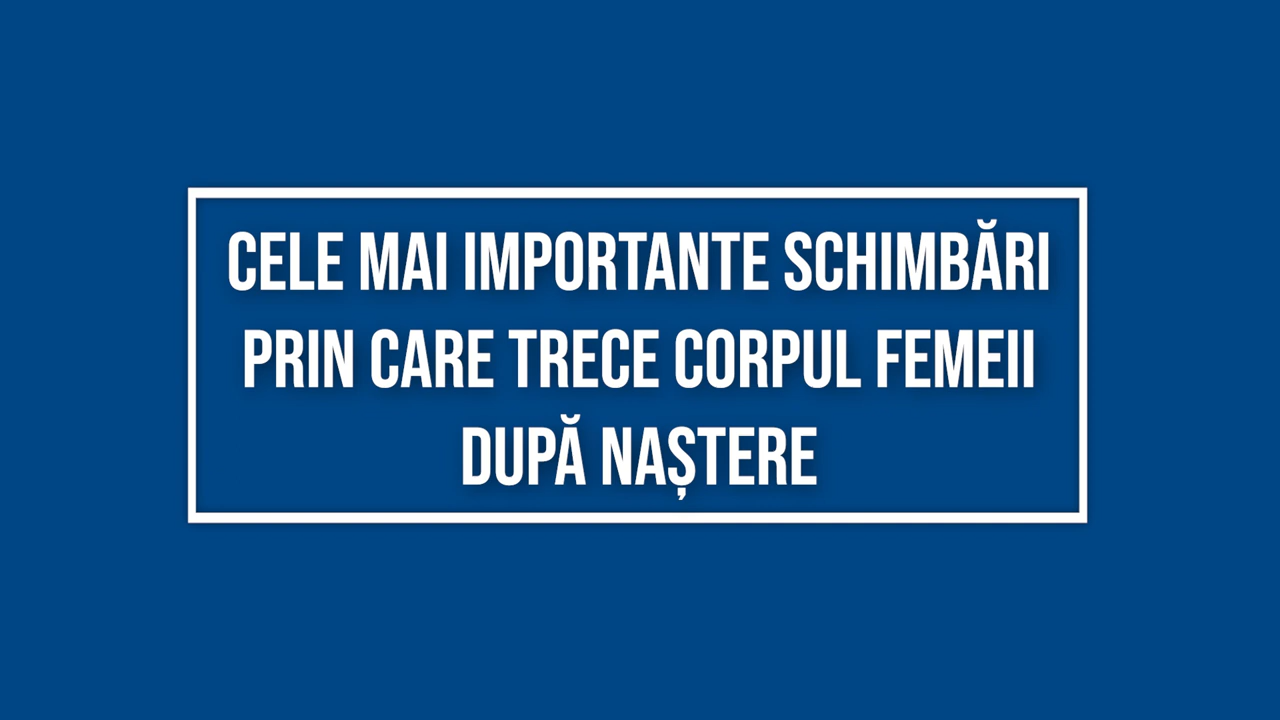 CELE MAI IMPORTANTE SCHIMBĂRI
PRIN CARE TRECE CORPUL FEMEII
DUPĂ NAȘTERE